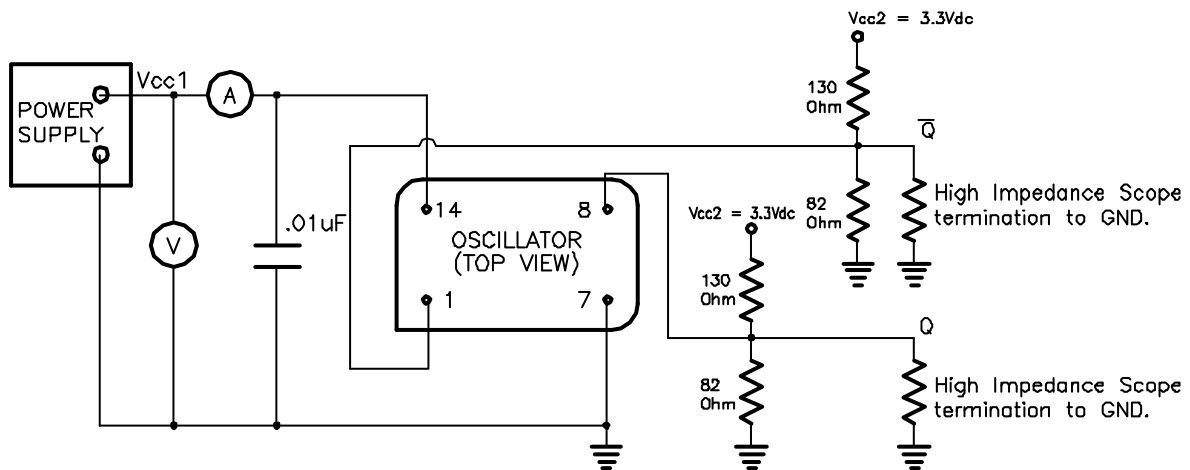 Vcc2 = 3.3Vdc
POWER
SUPPLY
Vcc1
A
130
Ohm
Q̅
82
Ohm
High Impedance Scope
termination to GND.
V
.01uF
14
8
OSCILLATOR
(TOP VIEW)
1
7
Vcc2 = 3.3Vdc
130
Ohm
Q
82
Ohm
High Impedance Scope
termination to GND.